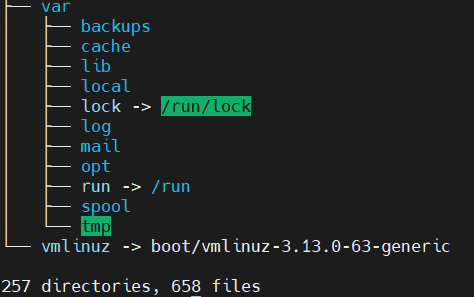 ├── var
│   ├── backups
│   ├── cache
│   ├── lib
│   ├── local
│   ├── lock -> /run/lock
│   ├── log
│   ├── mail
│   ├── opt
│   ├── run -> /run
│   ├── spool
│   └── tmp
└── vmlinuz -> boot/vmlinuz-3.13.0-63-generic

257 directories, 658 files